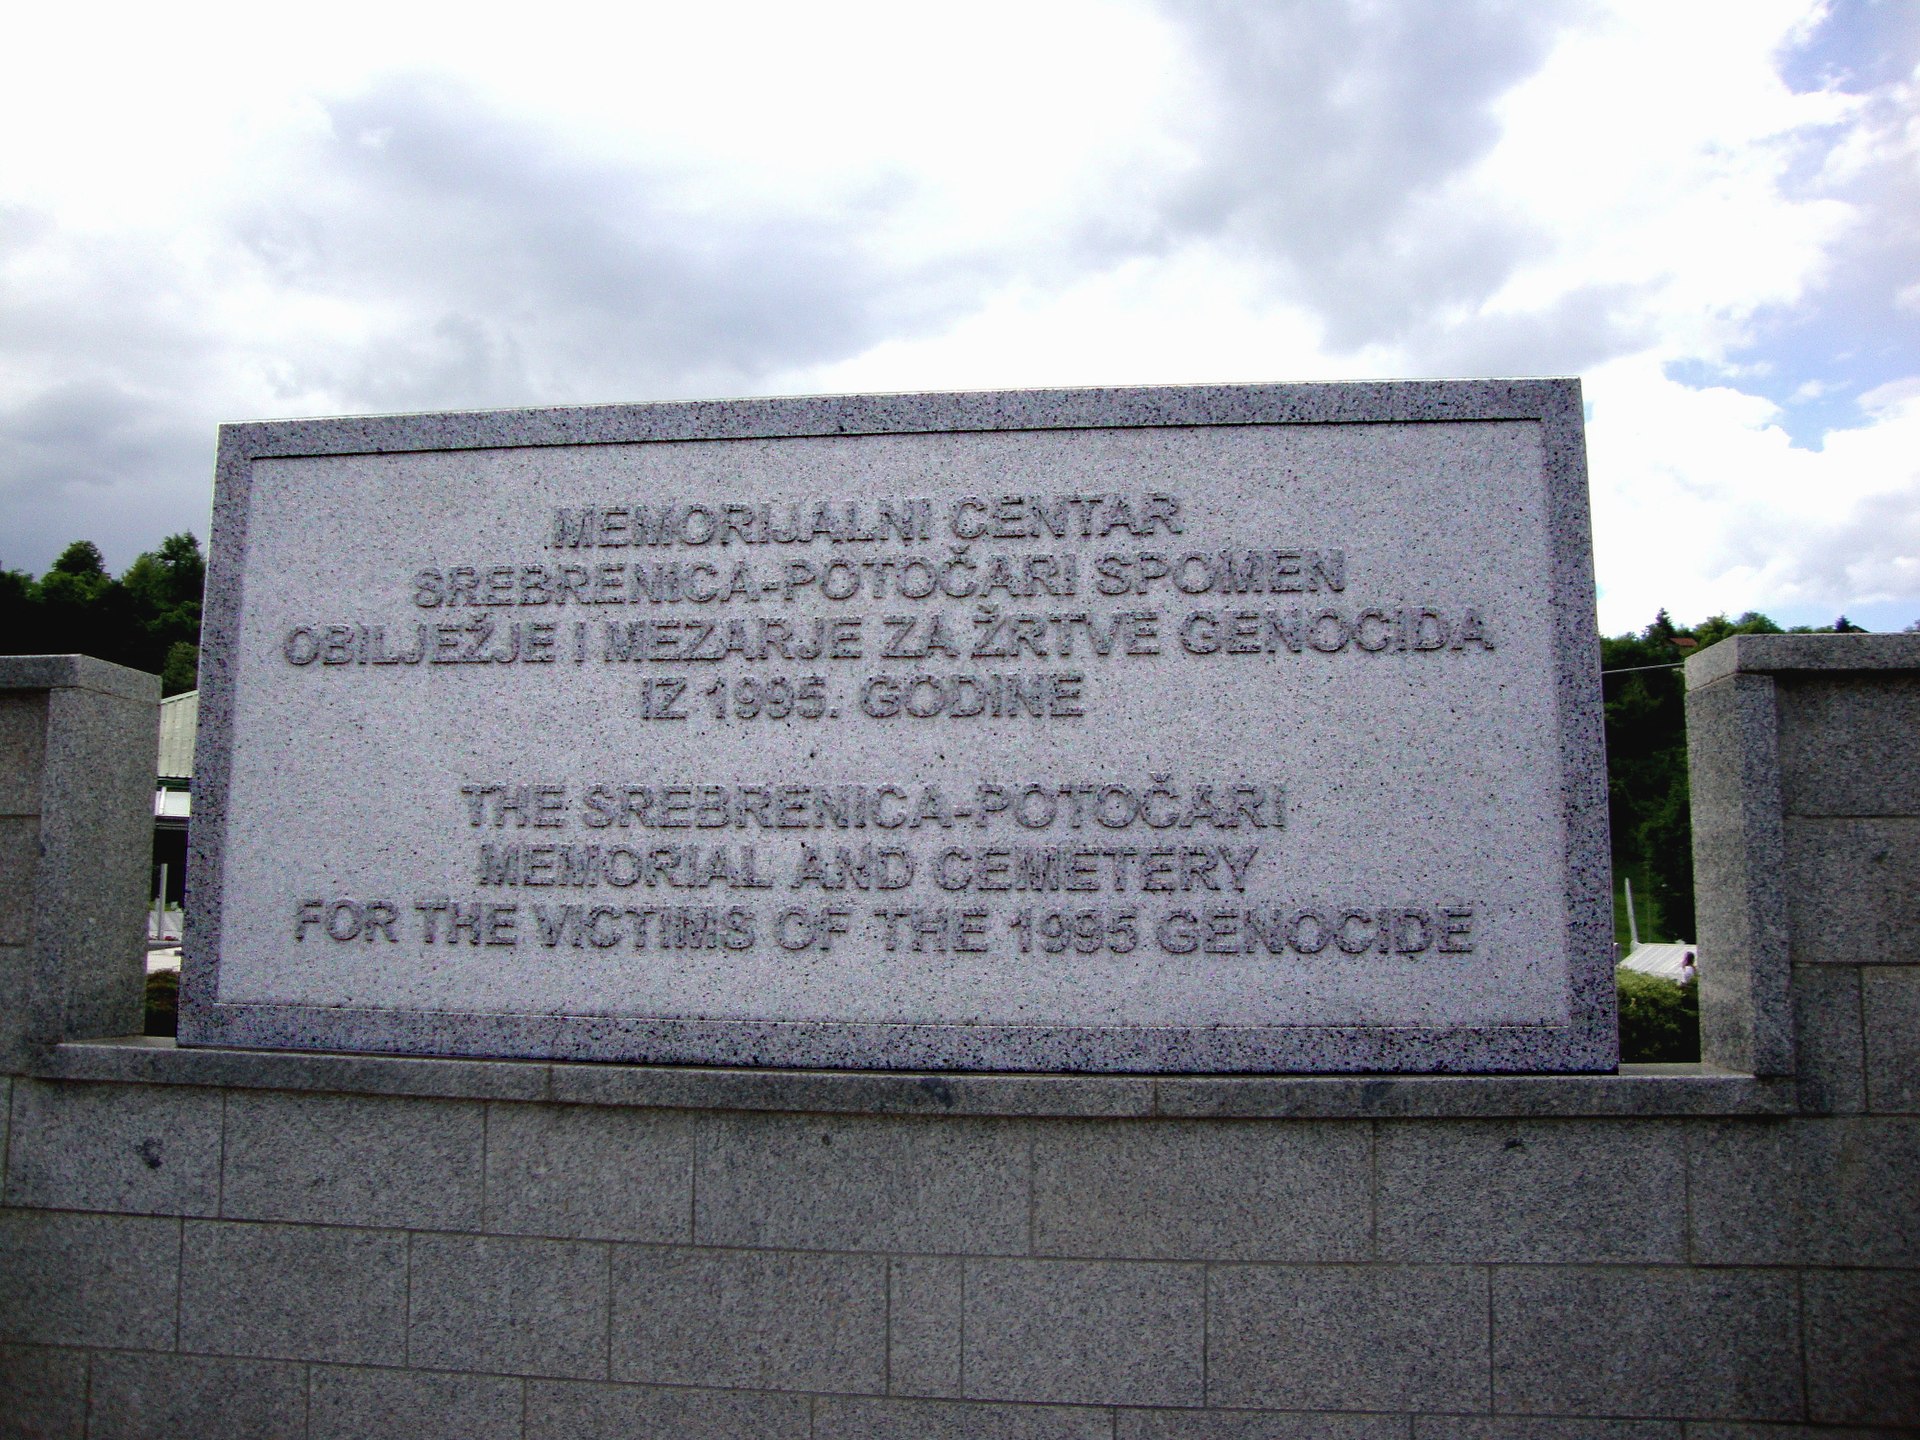 MEMORIJALNI CENTAR
SREBRENICA-POTOČARI SPOMEN
OBILJEŽJE I MEZARJE ZA ŽRTVE GENOCIDA
IZ 1995. GODINE
THE SREBRENICA-POTOČARI
MEMORIAL AND CEMETERY
FOR THE VICTIMS OF THE 1995 GENOCIDE